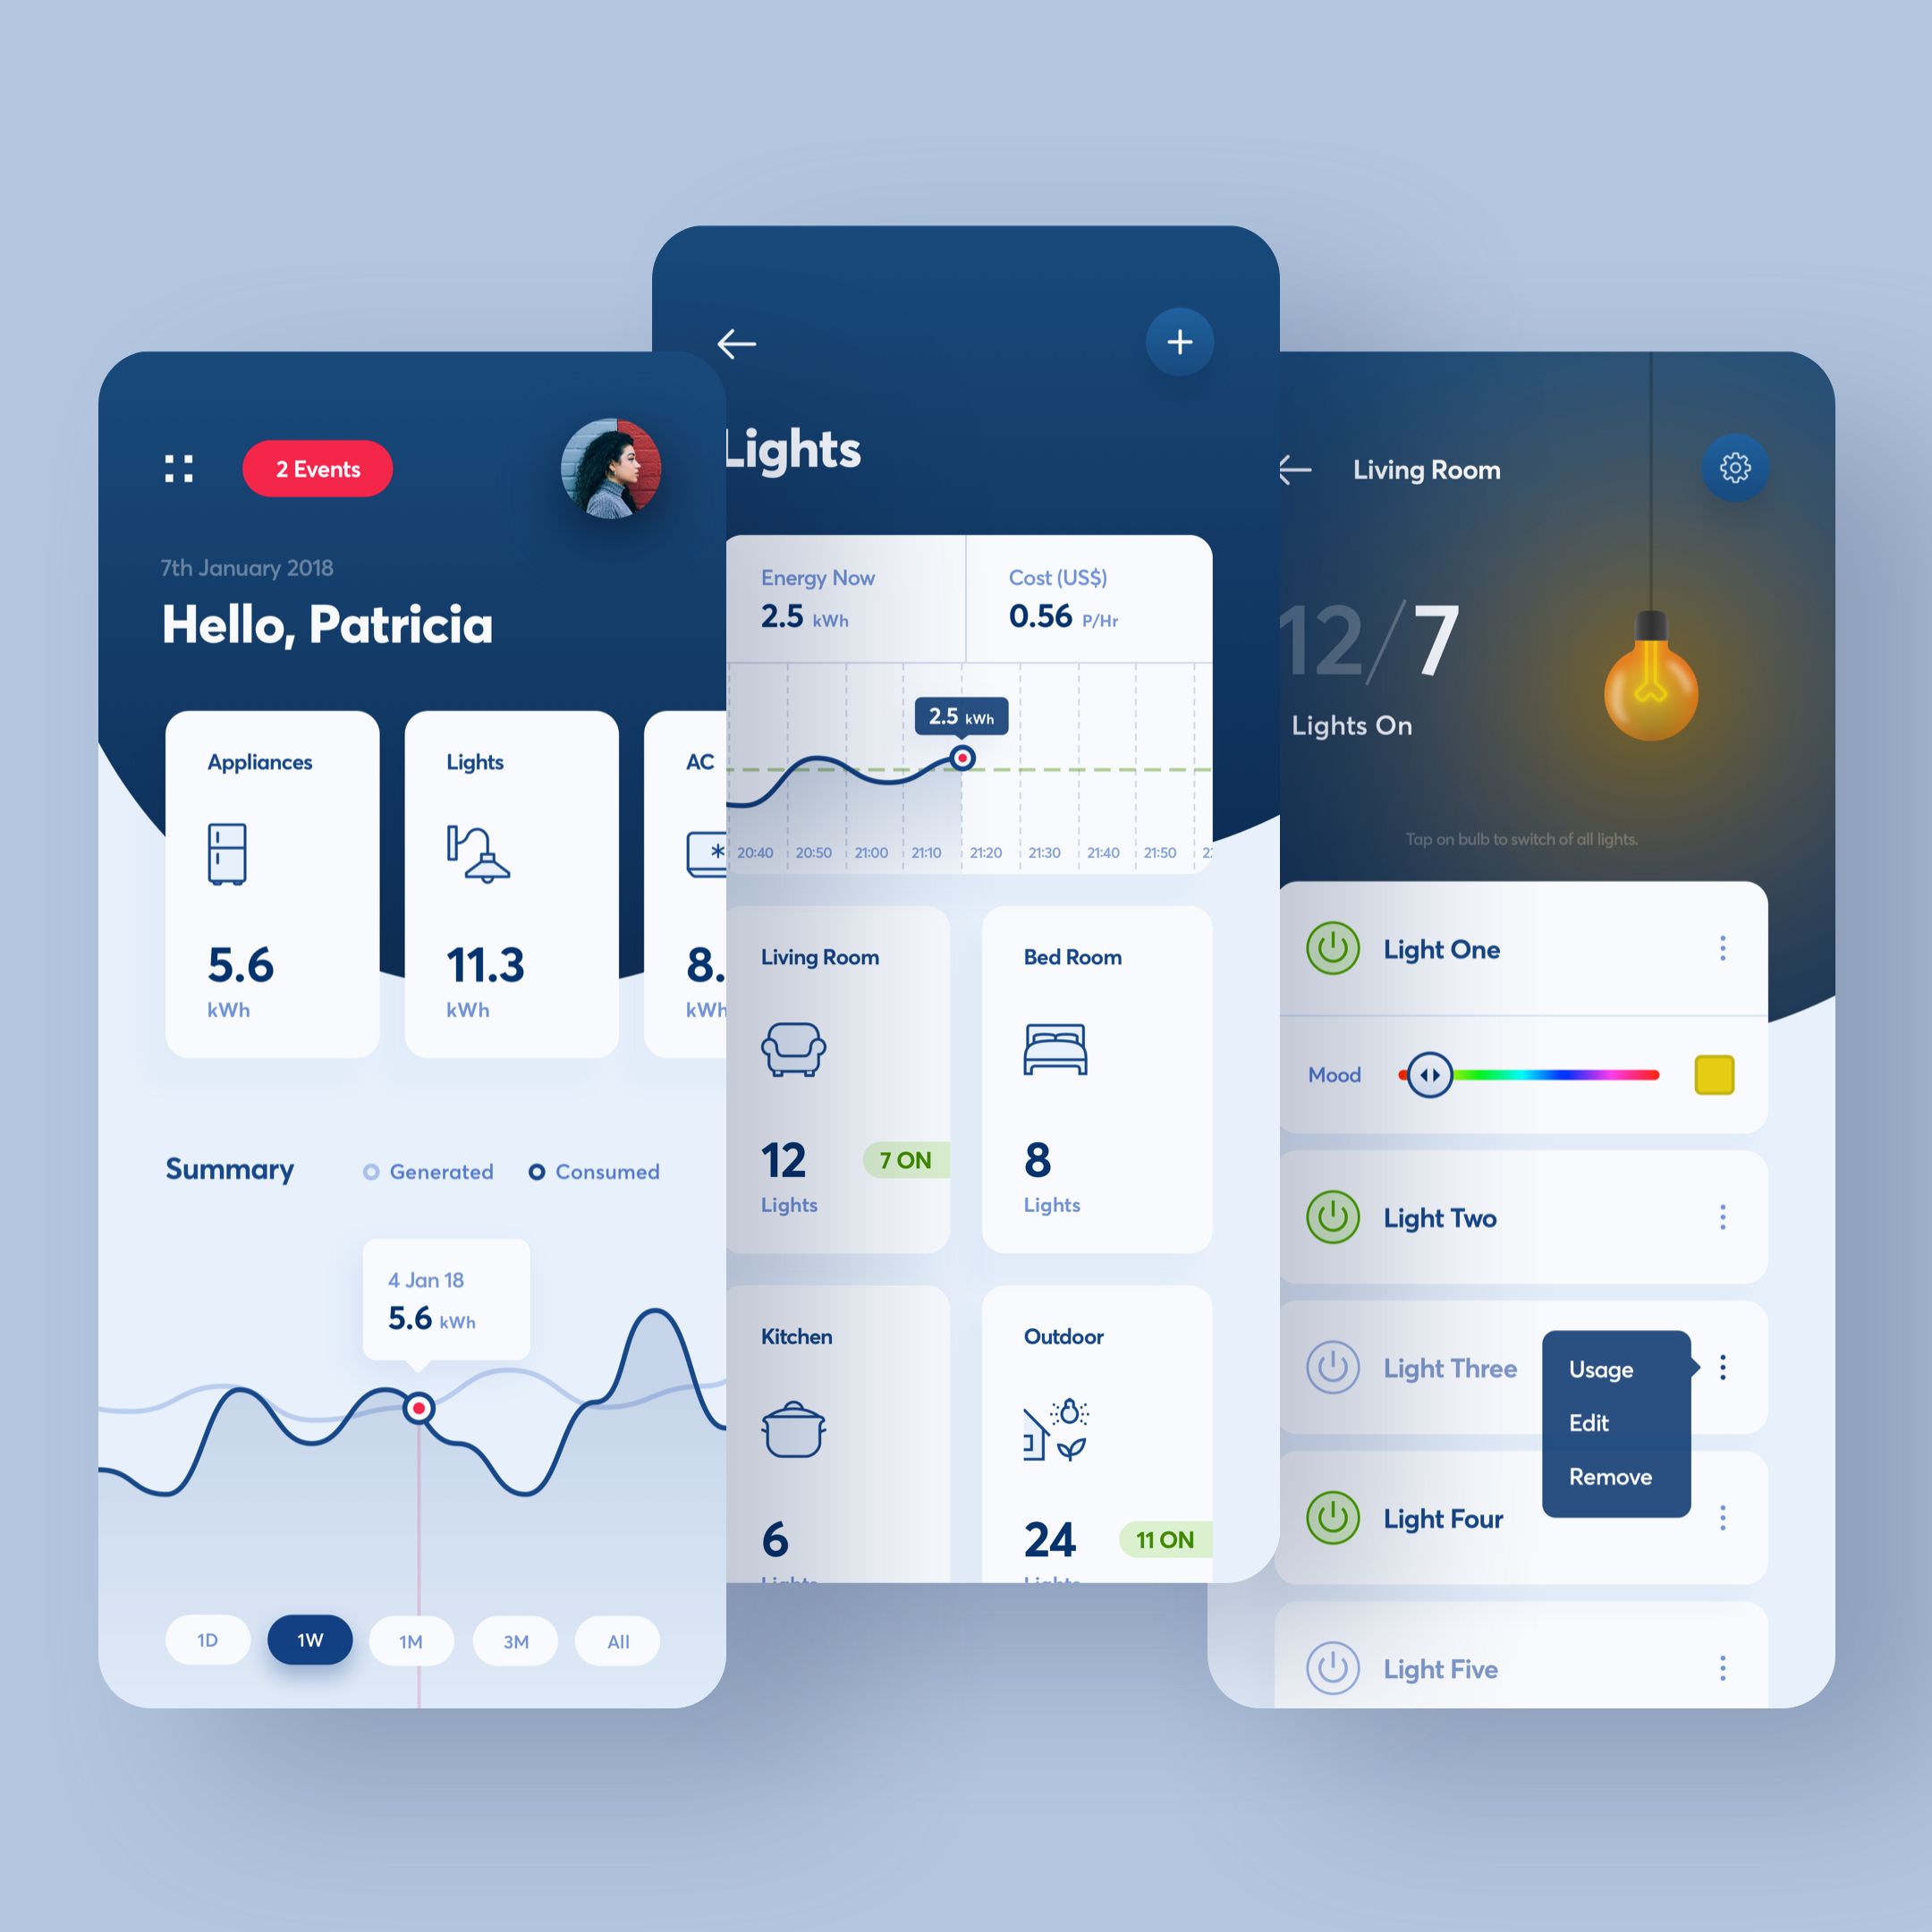 2 Events
7th January 2018
Hello, Patricia
Appliances
5.6
kWh
Lights
11.3
kWh
AC
8.
kWh
Summary
Generated
Consumed
4 Jan 18
5.6 kWh
1D
1W
1M
3M
All
Lights
Energy Now
2.5 kWh
Cost (US$)
0.56 P/Hr
2.5 kWh
20:40 20:50 21:00 21:10 21:20 21:30 21:40 21:50 2
Living Room
12
Lights
7 ON
Bed Room
8
Lights
Kitchen
6
Lights
Outdoor
24
Lights
11 ON
Living Room
12/7
Lights On
Tap on bulb to switch of all lights.
Light One
Mood
Light Two
Light Three
Usage
Edit
Remove
Light Four
Light Five